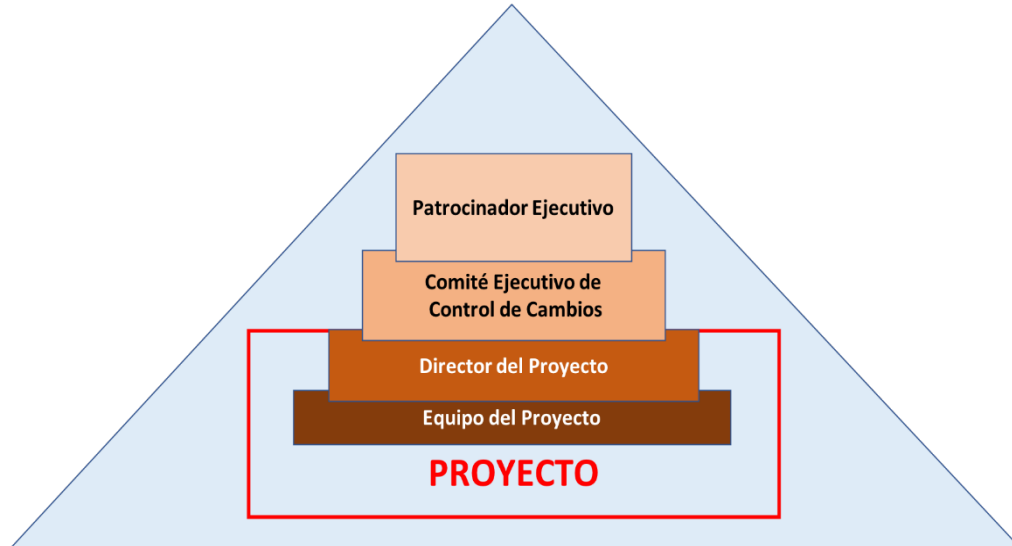 Patrocinador Ejecutivo
Comité Ejecutivo de
Control de Cambios
Director del Proyecto
Equipo del Proyecto
PROYECTO